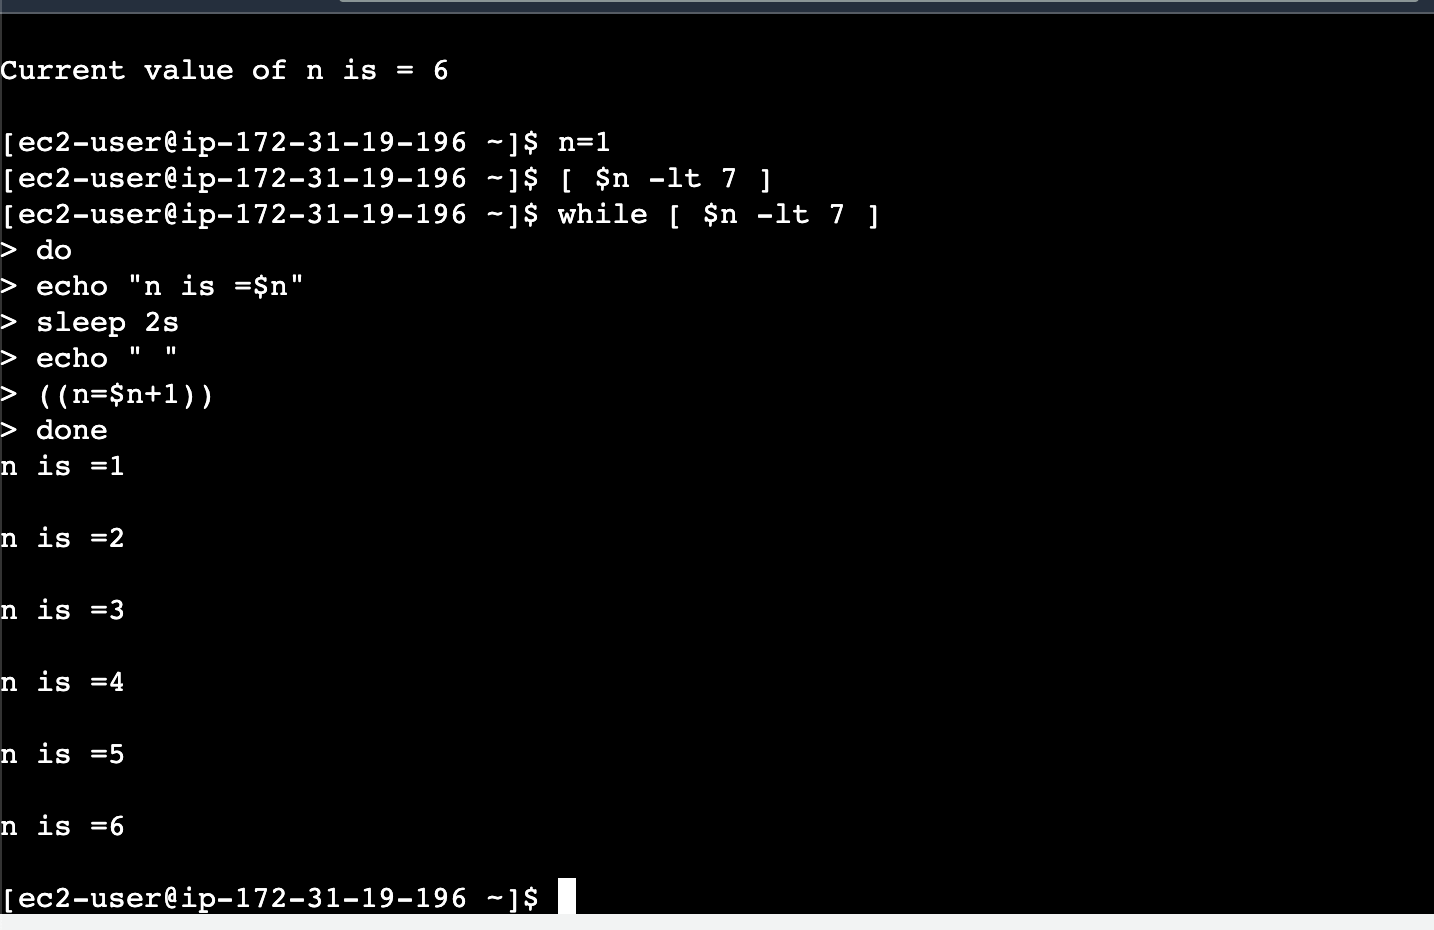 Current value of n is = 6
[ec2-user@ip-172-31-19-196 ~]$ n=1
[ec2-user@ip-172-31-19-196 ~]$ [ $n -lt 7 ]
[ec2-user@ip-172-31-19-196 ~]$ while [ $n -lt 7 ]
> do
> echo "n is =$n"
> sleep 2s
> echo " "
> ((n=$n+1))
> done
n is =1
n is =2
n is =3
n is =4
n is =5
n is =6
[ec2-user@ip-172-31-19-196 ~]$